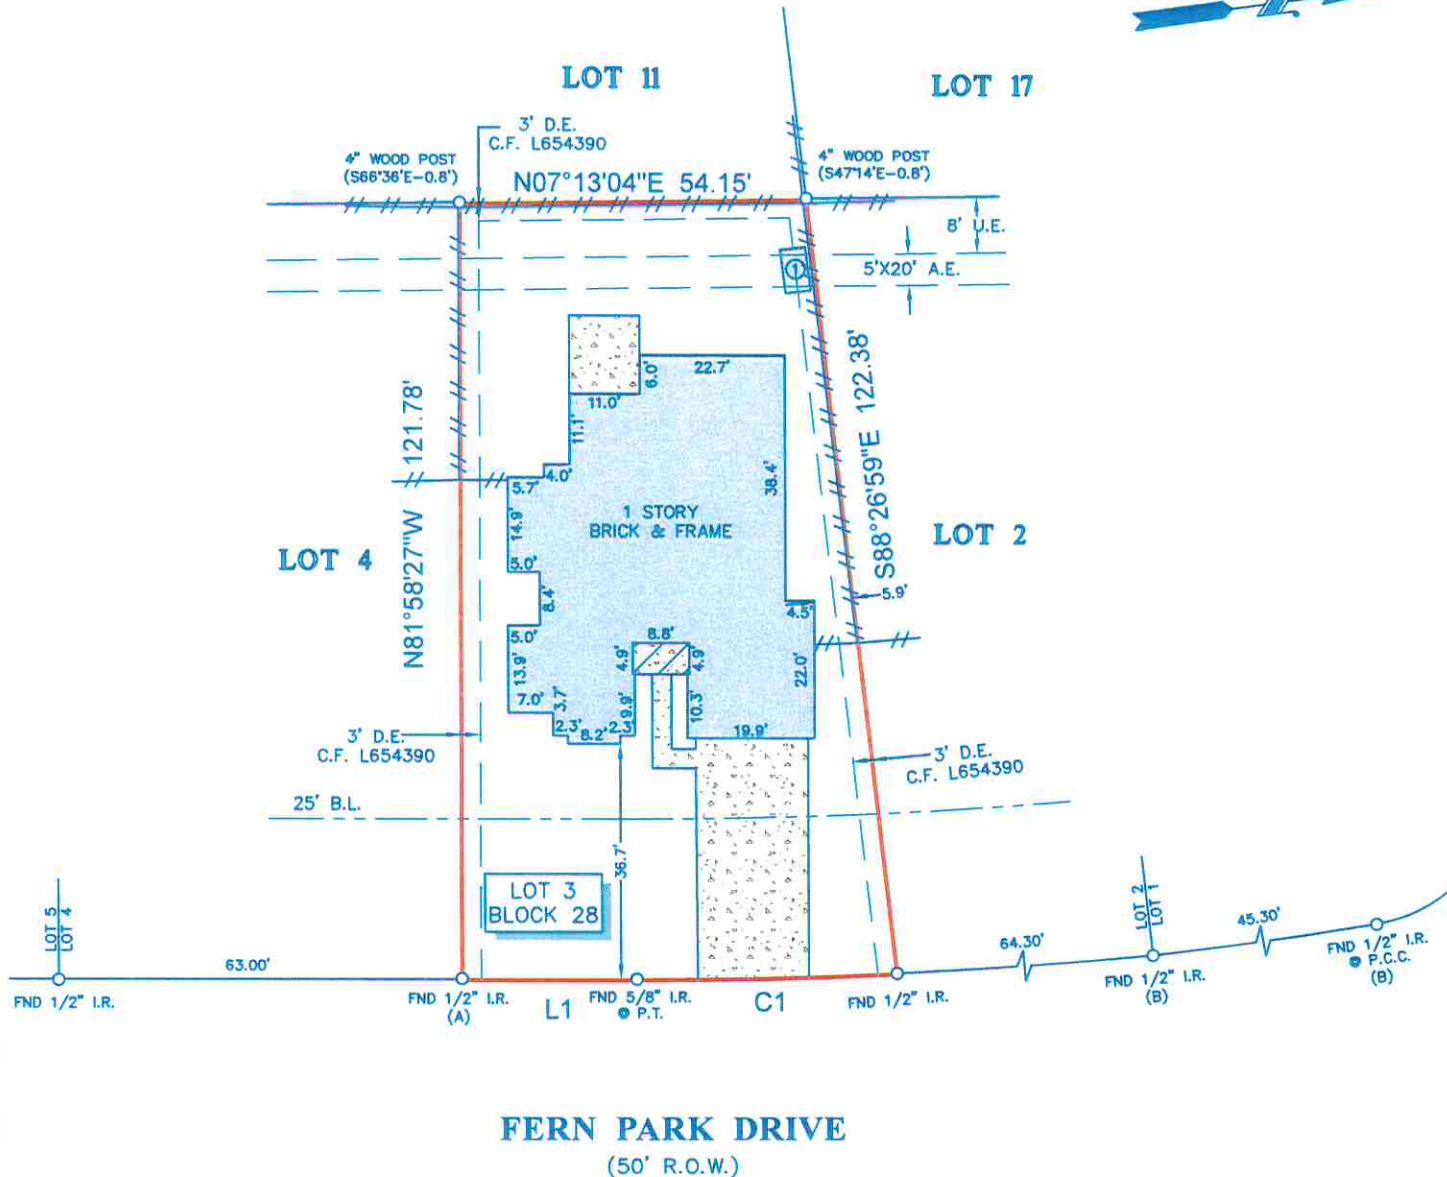 LOT 11
LOT 17
3' D.E.
C.F. L654390
4" WOOD POST
(S66°36'E-0.8')
4" WOOD POST
(S47°14'E-0.8')
N07°13'04"E 54.15'
8' U.E.
5'X20' A.E.
1
6.0'
22.7'
11.0'
11.1'
4.0'
5.7'
14.9'
5.0'
8.4'
5.0'
13.9'
7.0'
3.7'
2.3'
8.2'
2.3'
9.9'
4.9'
8.8'
4.9'
10.3'
19.9'
22.0'
4.5'
5.9'
38.4'
1 STORY
BRICK & FRAME
N81°58'27"W 121.78'
S88°26'59"E 122.38'
LOT 4
LOT 2
3' D.E.
C.F. L654390
3' D.E.
C.F. L654390
25' B.L.
36.7'
LOT 3
BLOCK 28
LOT 5
LOT 4
LOT 2
LOT 1
63.00'
64.30'
45.30'
FND 1/2" I.R.
FND 1/2" I.R.
(A)
L1
FND 5/8" I.R.
@ P.T.
C1
FND 1/2" I.R.
FND 1/2" I.R.
(B)
FND 1/2" I.R.
@ P.C.C.
(B)
FERN PARK DRIVE
(50' R.O.W.)